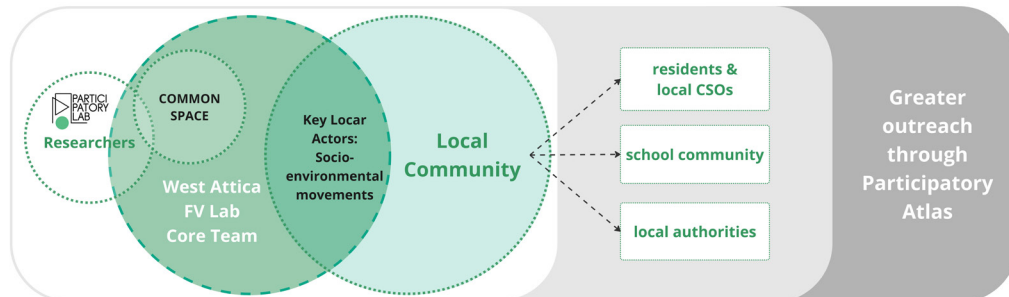 PARTICI
PATORY
LAB
Researchers
COMMON
SPACE
West Attica
FV Lab
Core Team
Key Locar
Actors:
Socio-
environmental
movements
Local
Community
residents &
local CSOs
school community
local authorities
Greater
outreach
through
Participatory
Atlas